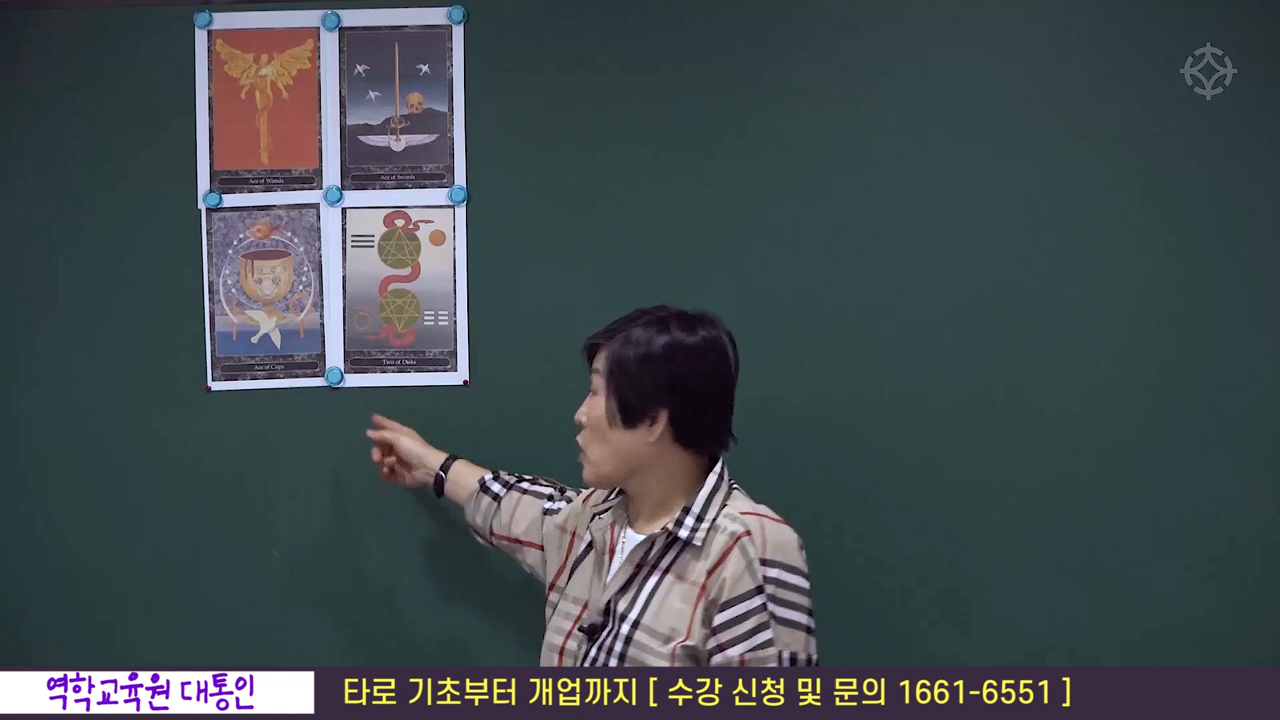 Ace of Wands
Ace of Swords
Ace of Cups
Two of Disks
역학교육원 대통인
타로 기초부터 개업까지 [ 수강 신청 및 문의 1661-6551 ]